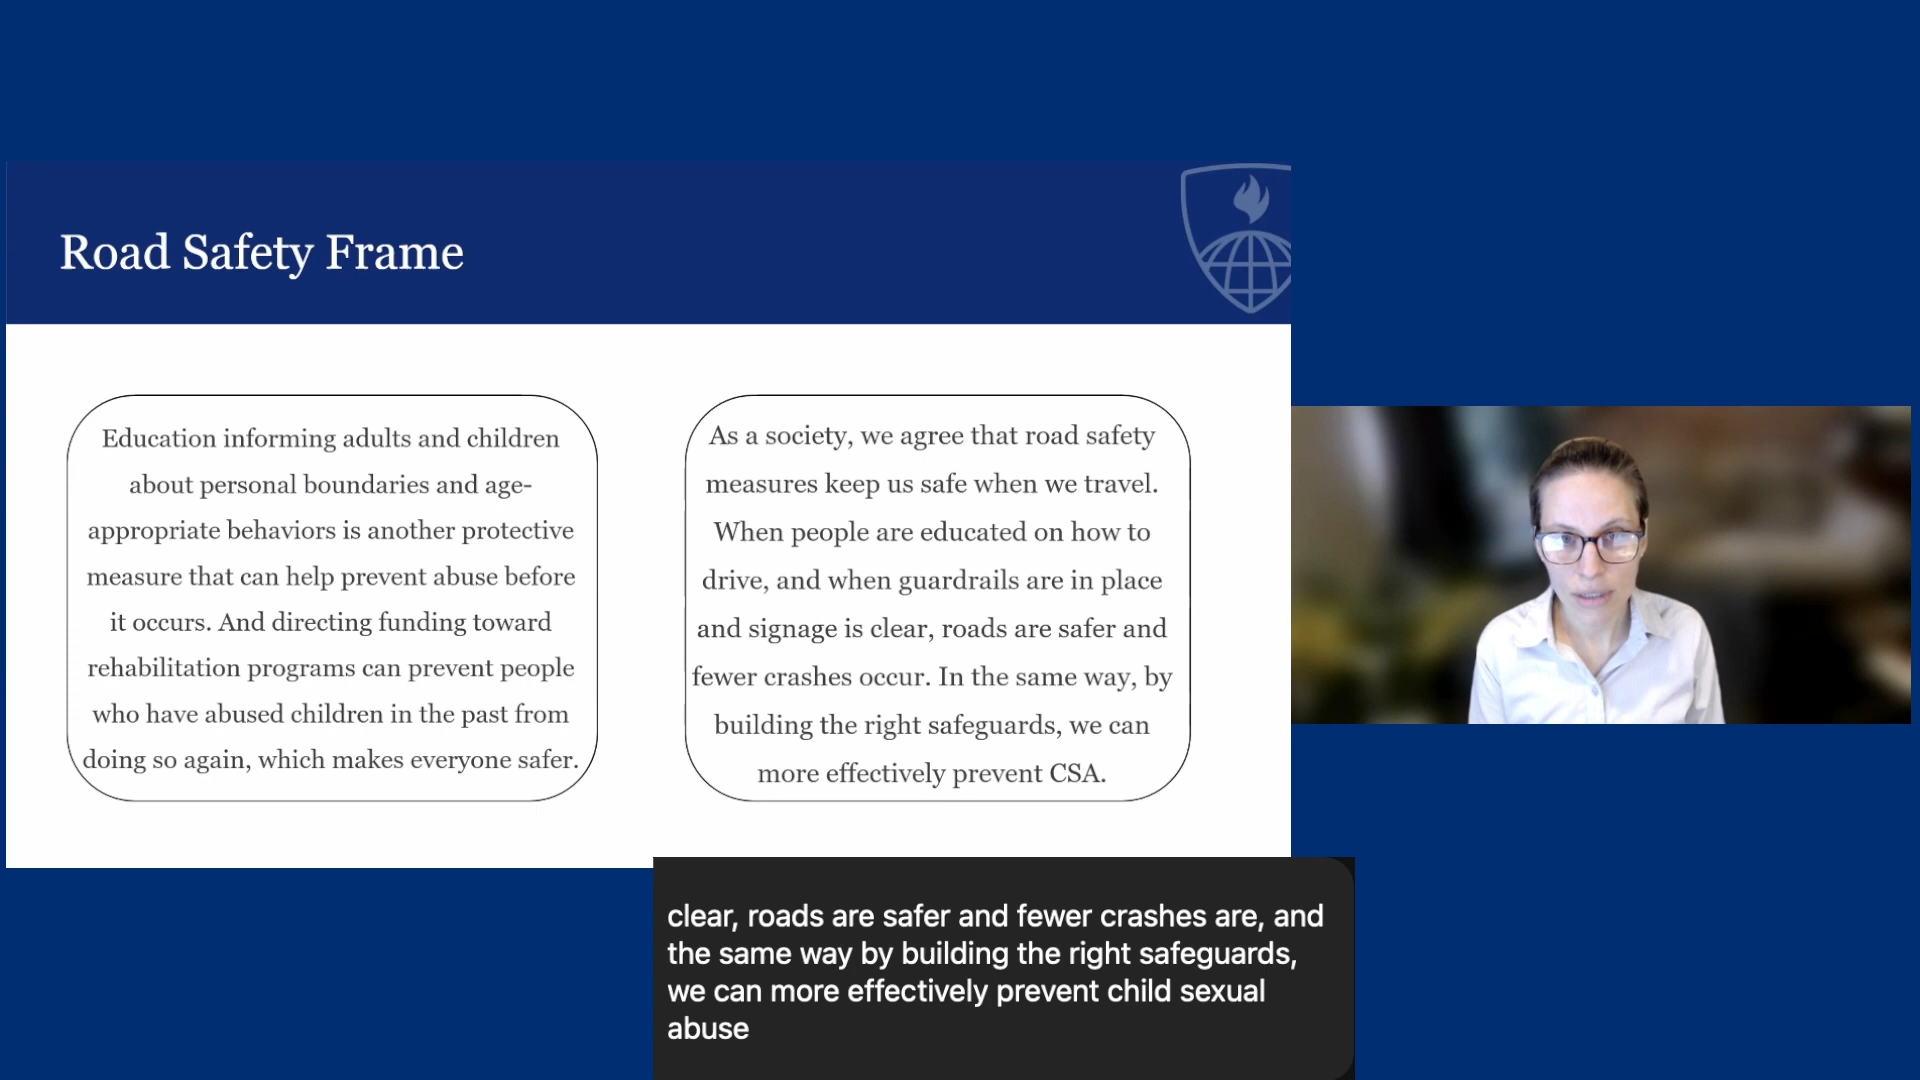 Road Safety Frame
Education informing adults and children
about personal boundaries and age-
appropriate behaviors is another protective
measure that can help prevent abuse before
it occurs. And directing funding toward
rehabilitation programs can prevent people
who have abused children in the past from
doing so again, which makes everyone safer.
As a society, we agree that road safety
measures keep us safe when we travel.
When people are educated on how to
drive, and when guardrails are in place
and signage is clear, roads are safer and
fewer crashes occur. In the same way, by
building the right safeguards, we can
more effectively prevent CSA.
clear, roads are safer and fewer crashes are, and
the same way by building the right safeguards,
we can more effectively prevent child sexual
abuse